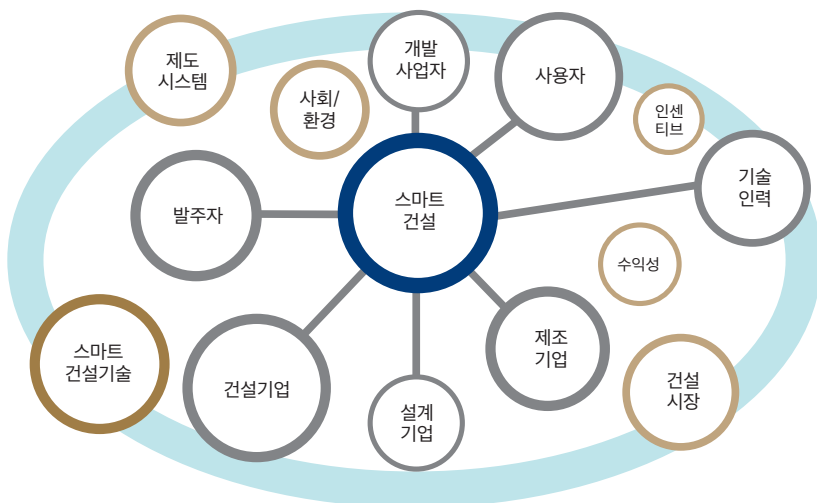 제도
시스템
사회/
환경
개발
사업자
사용자
인센
티브
기술
인력
발주자
스마트
건설
수익성
스마트
건설기술
건설기업
설계
기업
제조
기업
건설
시장